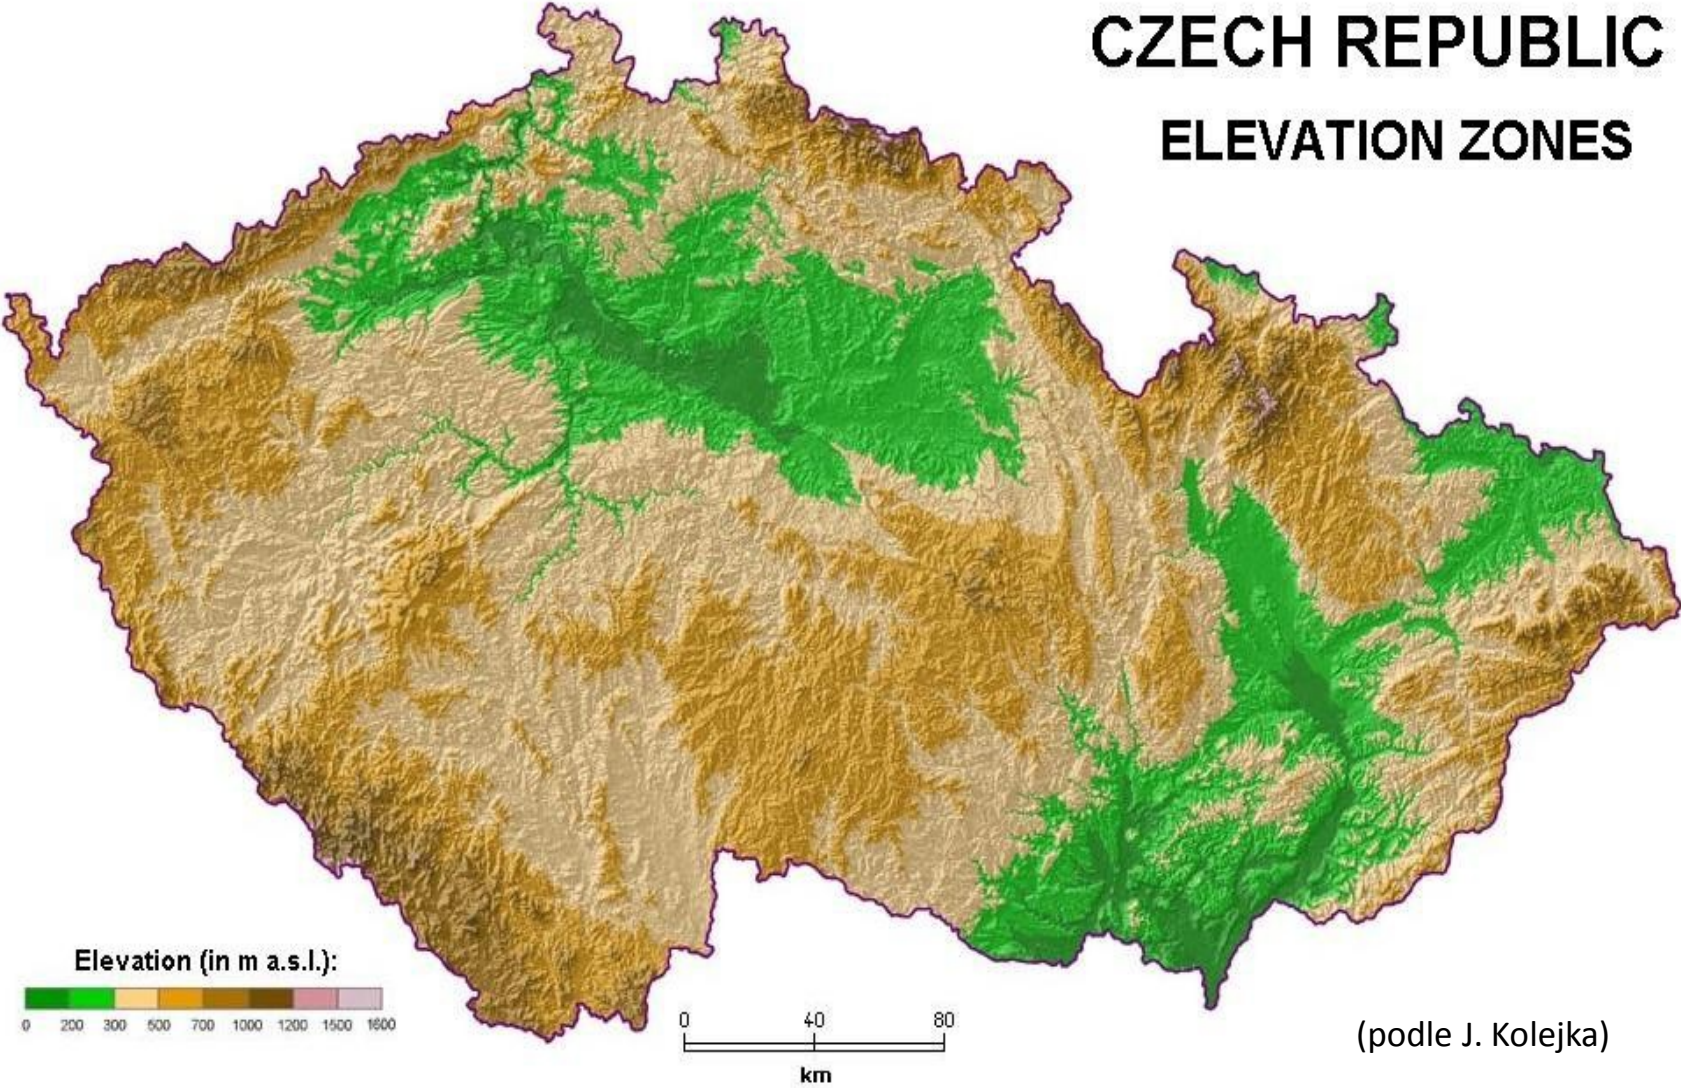 CZECH REPUBLIC
ELEVATION ZONES
Elevation (in m a.s.l.):
0 200 300 500 700 1000 1200 1500 1600
0 40 80
km
(podle J. Kolejka)